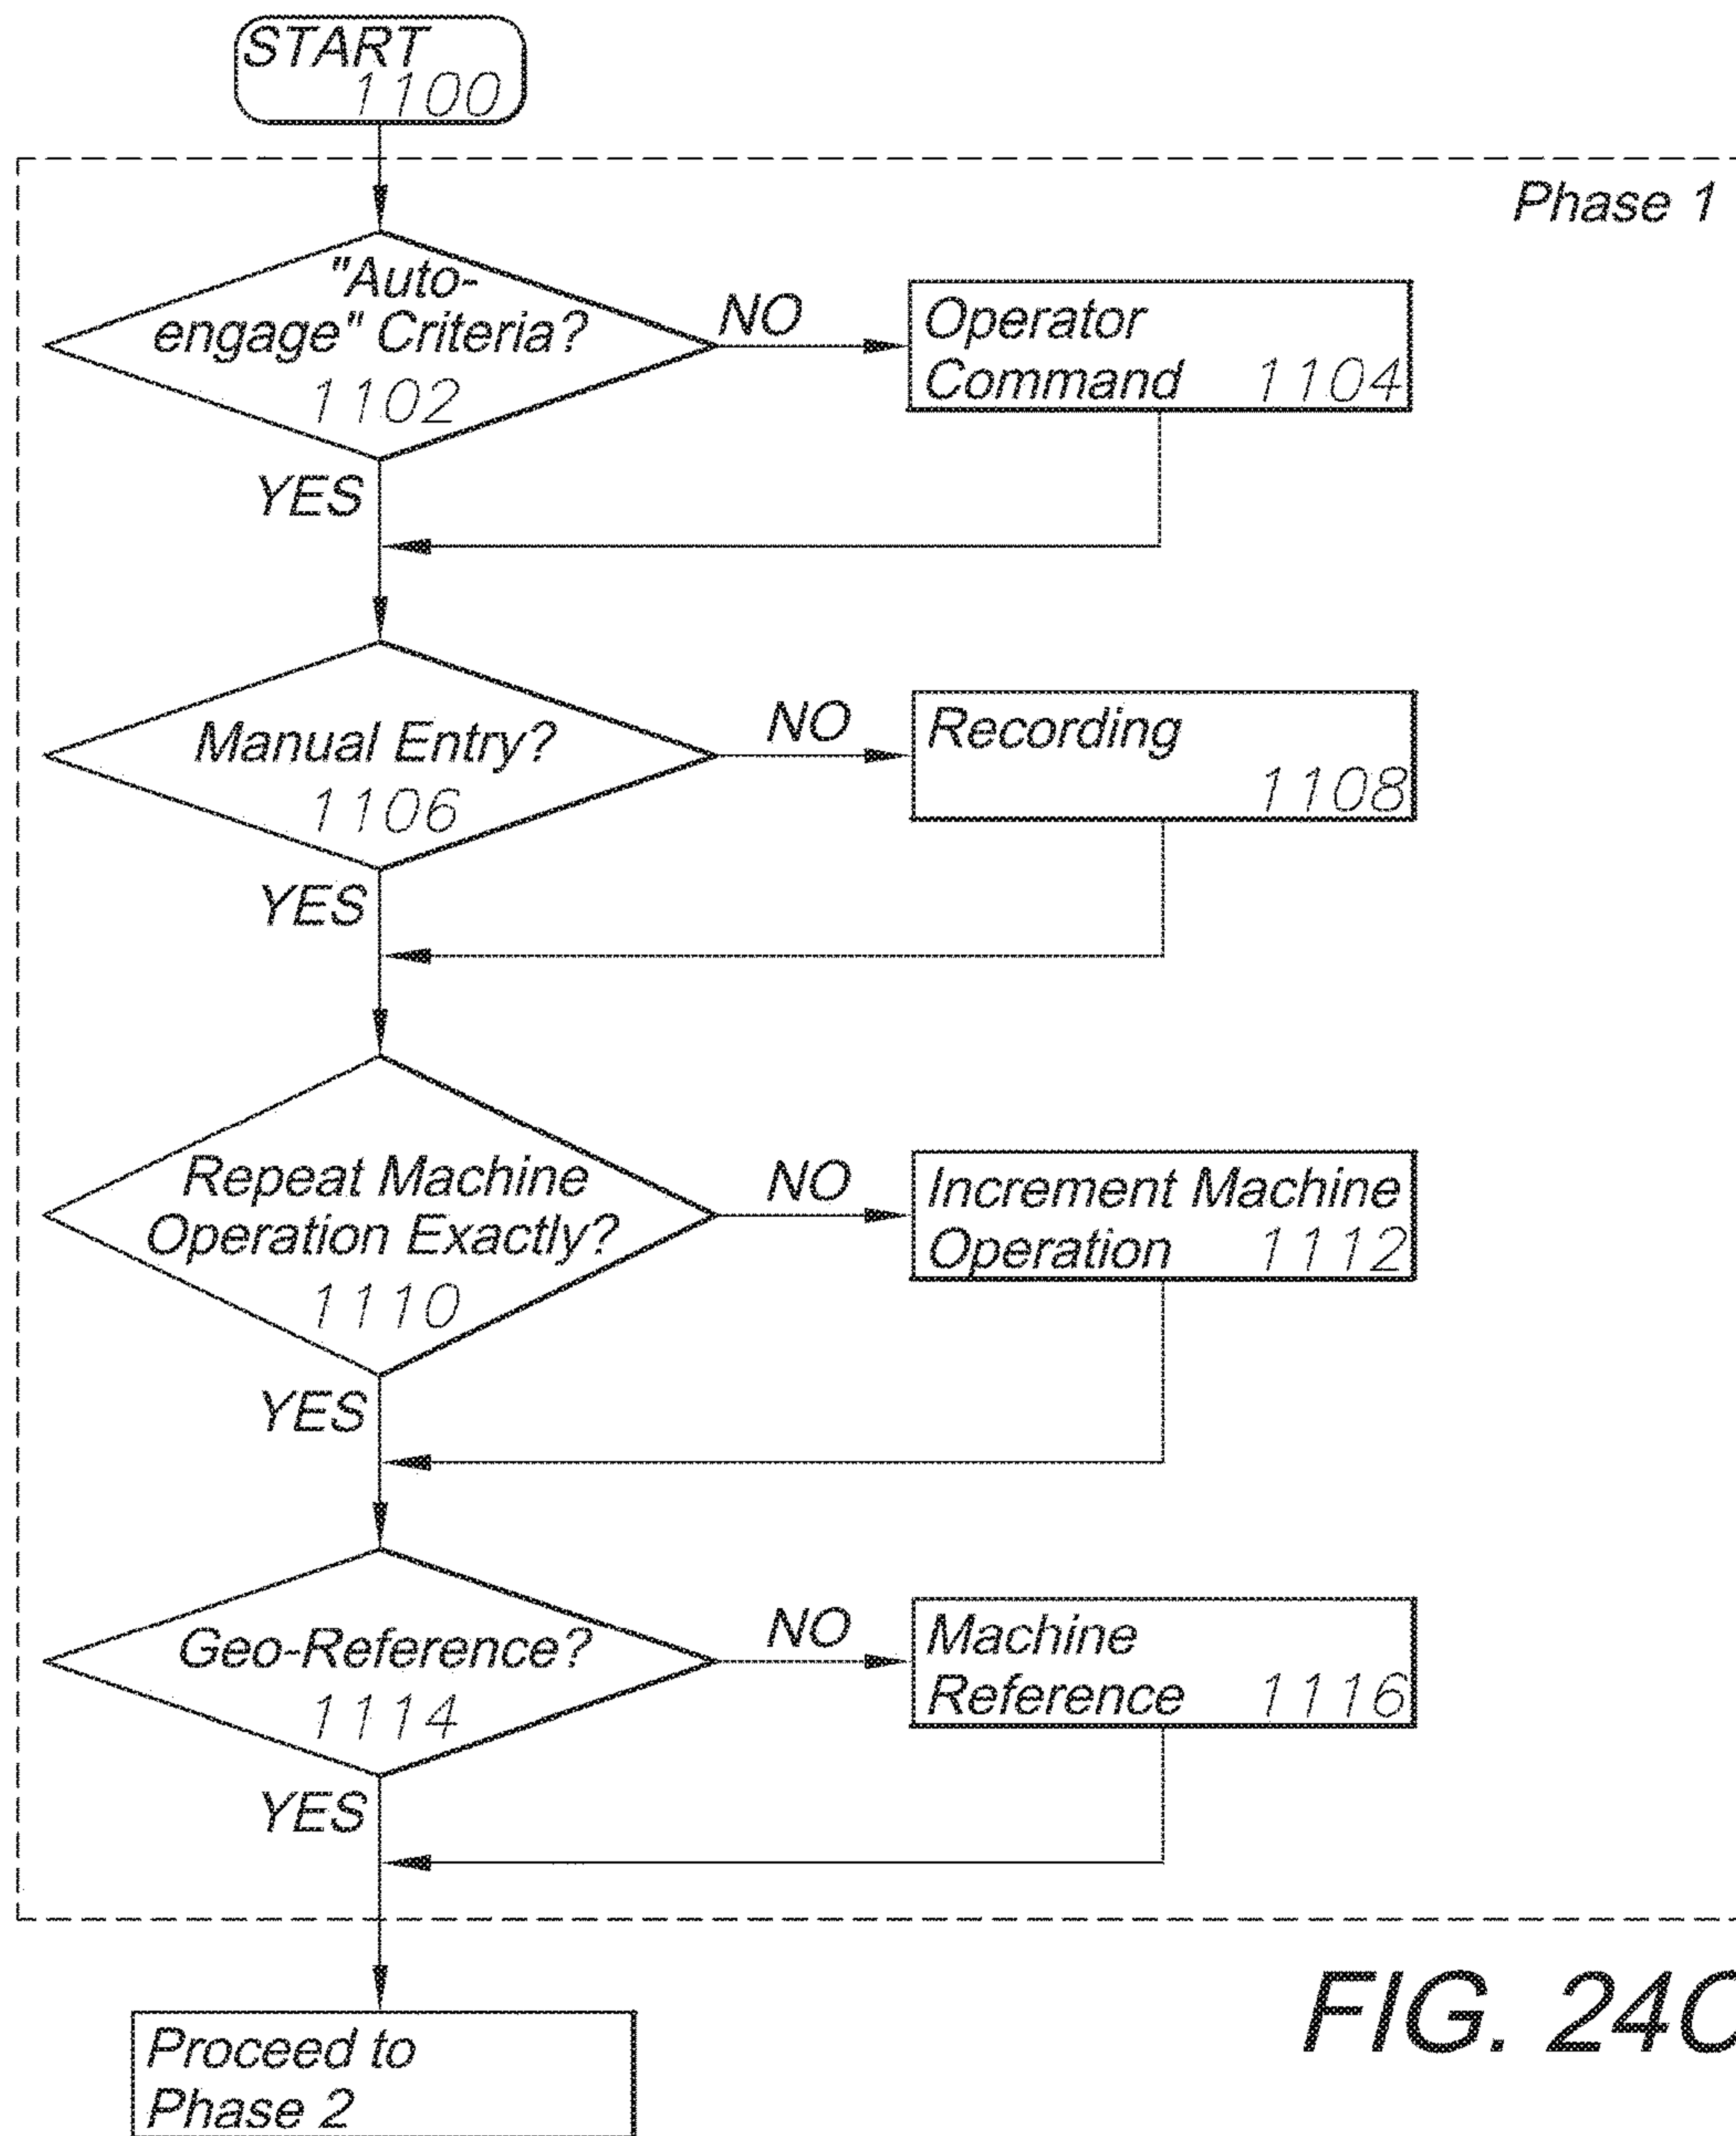 START
1100
Phase 1
"Auto-
engage" Criteria?
1102
NO
Operator
Command 1104
YES
Manual Entry?
1106
NO
Recording
1108
YES
Repeat Machine
Operation Exactly?
1110
NO
Increment Machine
Operation 1112
YES
Geo-Reference?
1114
NO
Machine
Reference 1116
YES
Proceed to
Phase 2
FIG. 24C